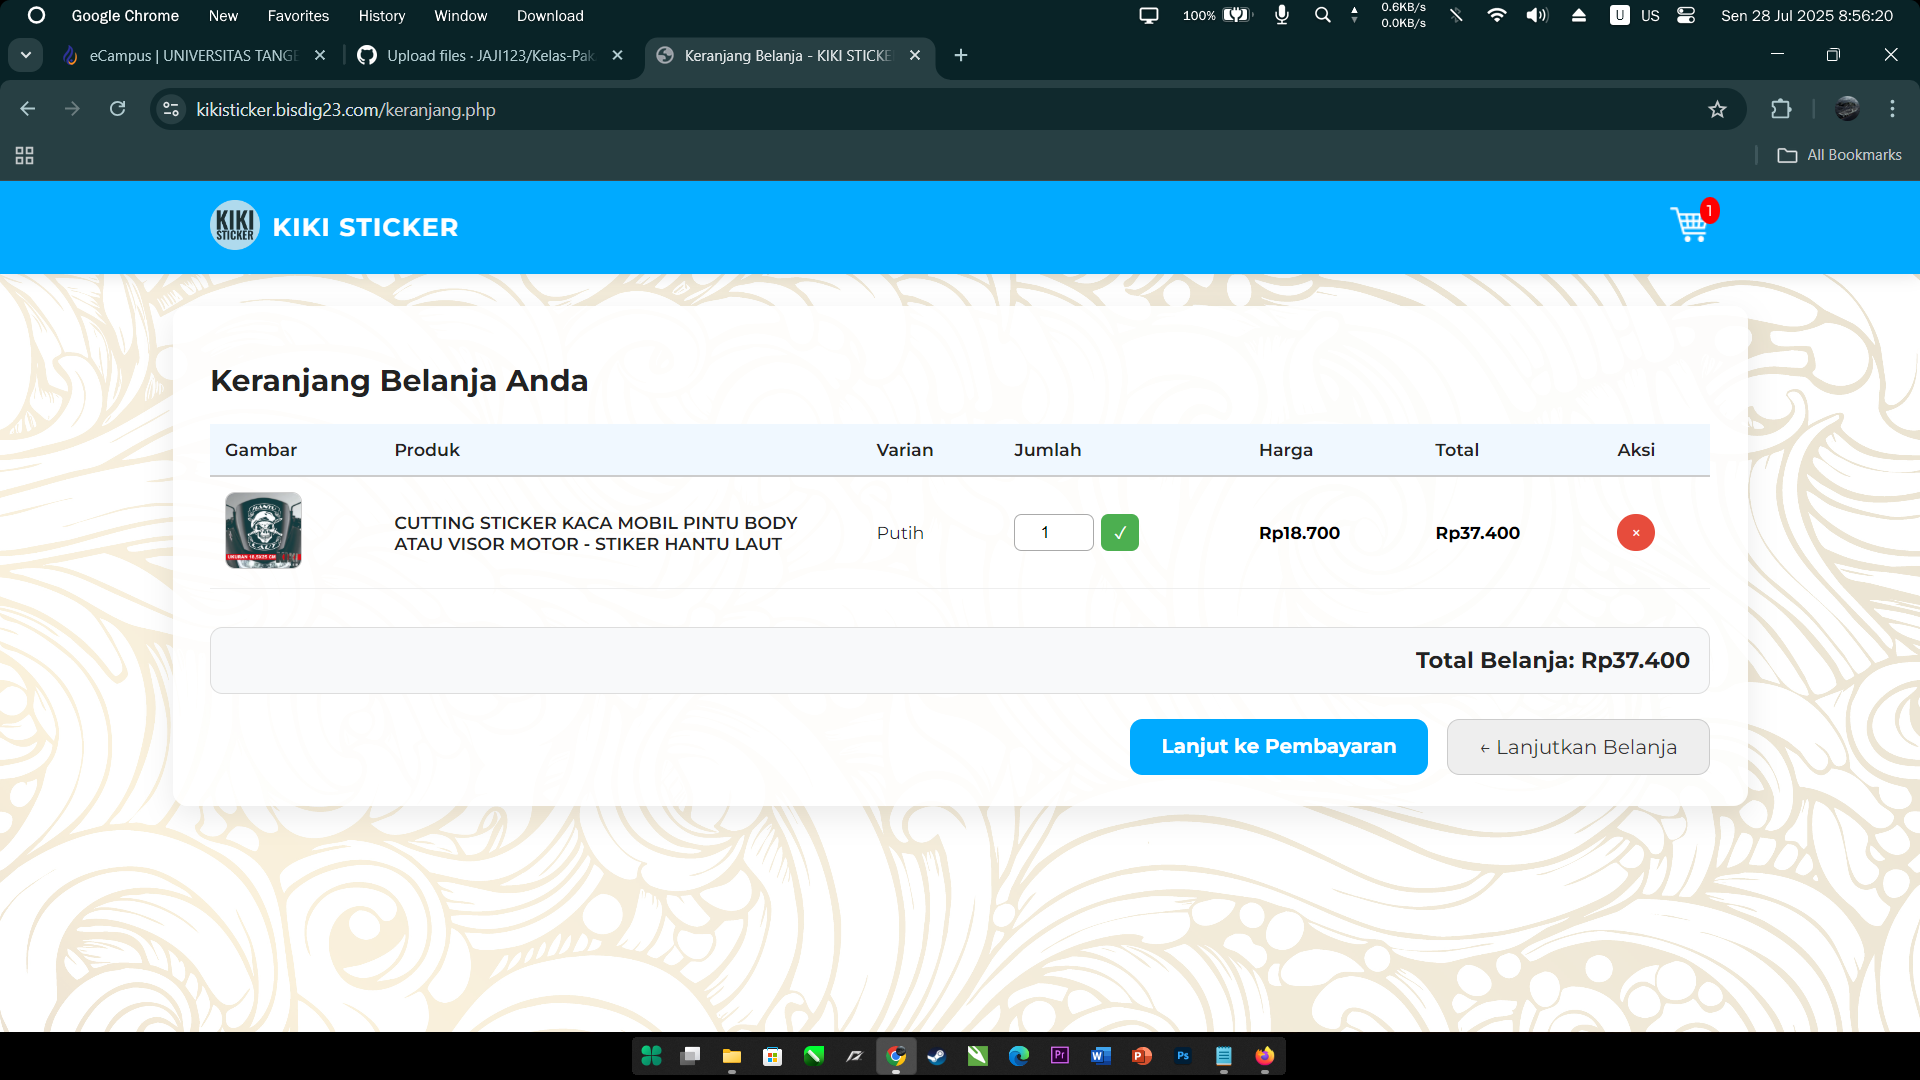 Google Chrome New Favorites History Window Download 100% 0.6KB/s 0.0KB/s U US Sen 28 Jul 2025 8:56:20
eCampus | UNIVERSITAS TANGE Upload files · JAJI123/Kelas-Pak Keranjang Belanja - KIKI STICKE
kikisticker.bisdig23.com/keranjang.php
All Bookmarks
KIKI STICKER KIKI STICKER 1
Keranjang Belanja Anda
Gambar Produk Varian Jumlah Harga Total Aksi
CUTTING STICKER KACA MOBIL PINTU BODY
ATAU VISOR MOTOR - STIKER HANTU LAUT
Putih 1 ✓ Rp18.700 Rp37.400 ×
HANTU
LAUT
Total Belanja: Rp37.400
Lanjut ke Pembayaran ← Lanjutkan Belanja
Pr W P Ps